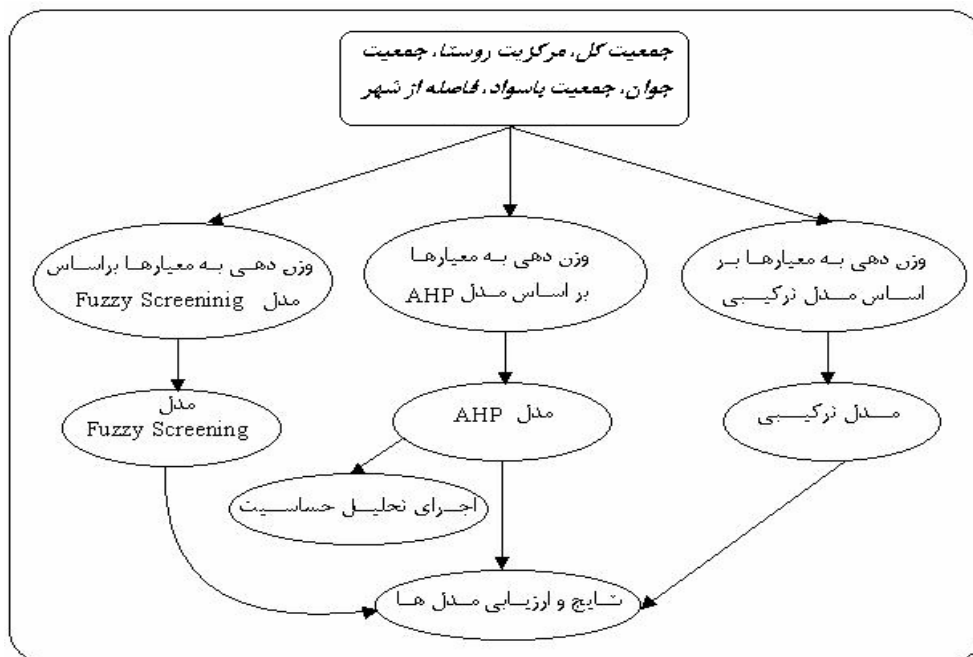 جمعیت کل، مرکزیت روستا، جمعیت
جوان، جمعیت باسواد، فاصله از شهر
وزن دهی به معیارها بر
اساس مدل ترکیبی
وزن دهی به معیارها
بر اساس مدل AHP
وزن دهی به معیارها براساس
مدل Fuzzy Screeninig
مدل ترکیبی
مدل AHP
مدل
Fuzzy Screening
اجرای تحلیل حساسیت
نتایج و ارزیابی مدل ها